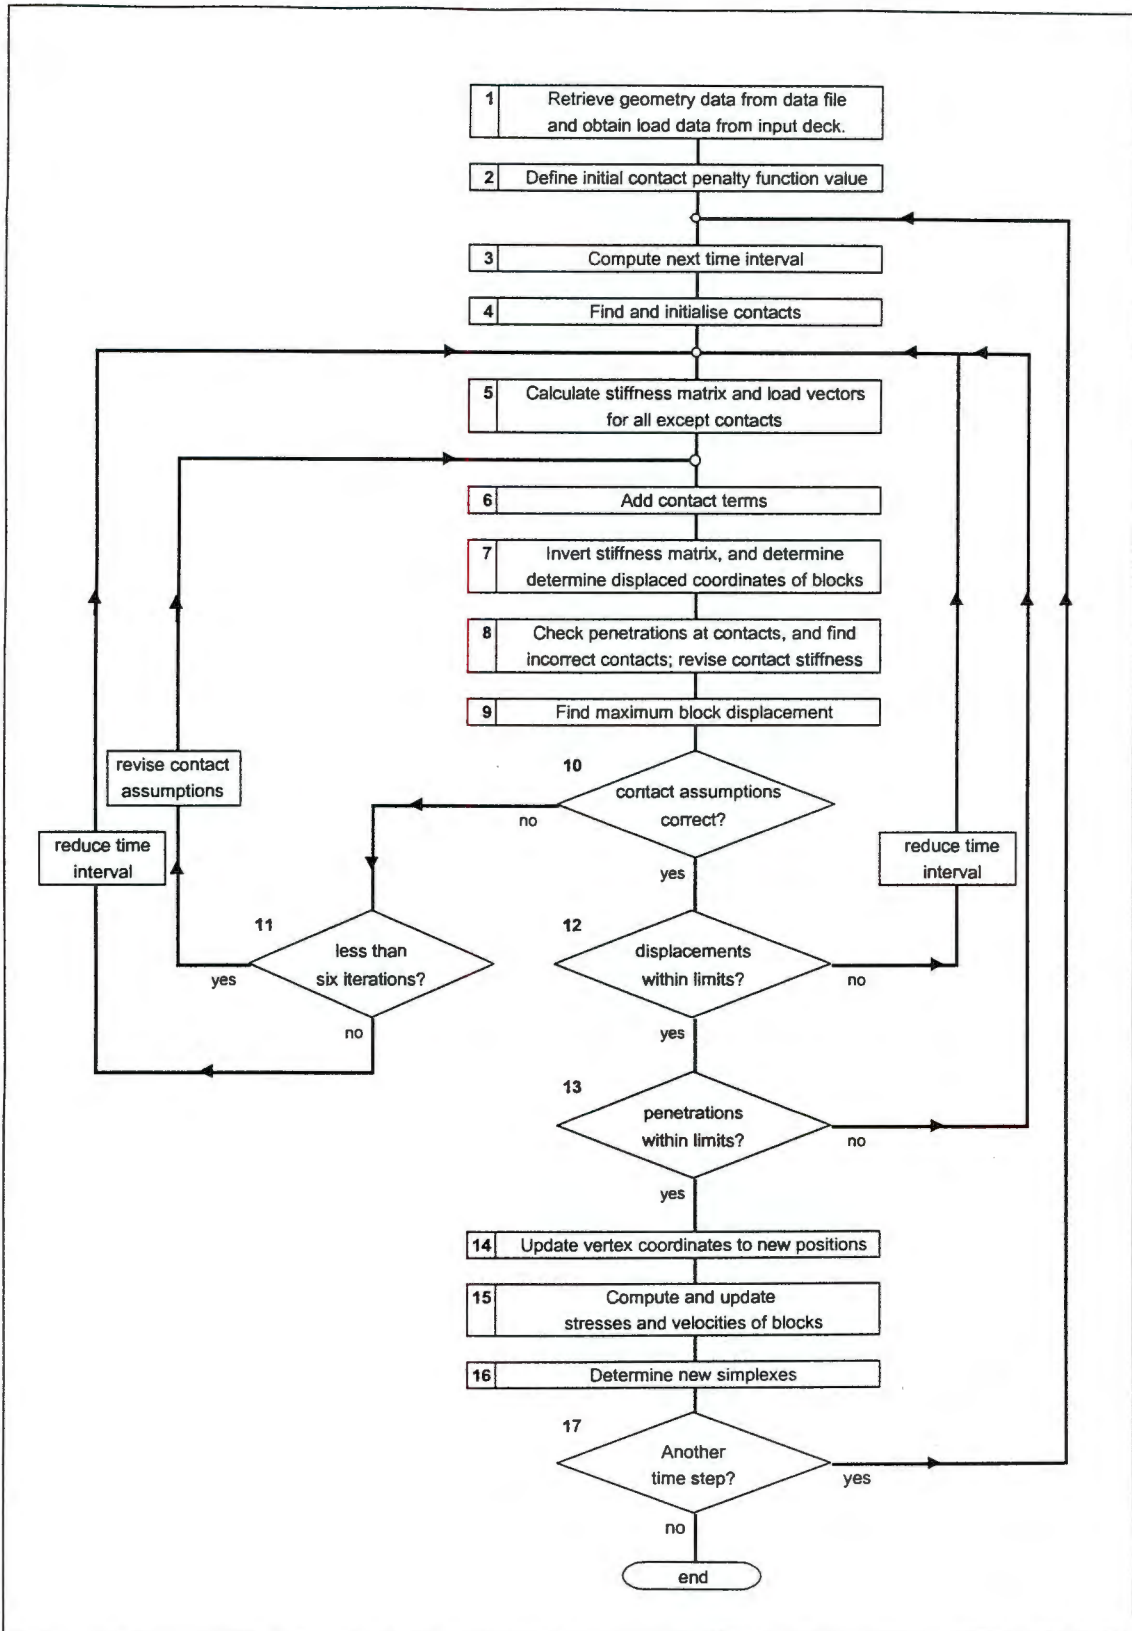 1 Retrieve geometry data from data file
and obtain load data from input deck.
2 Define initial contact penalty function value
3 Compute next time interval
4 Find and initialise contacts
5 Calculate stiffness matrix and load vectors
for all except contacts
6 Add contact terms
7 Invert stiffness matrix, and determine
determine displaced coordinates of blocks
8 Check penetrations at contacts, and find
incorrect contacts; revise contact stiffness
9 Find maximum block displacement
10
contact assumptions
correct?
no
yes
revise contact
assumptions
reduce time
interval
reduce time
interval
11
less than
six iterations?
yes
no
12
displacements
within limits?
no
yes
13
penetrations
within limits?
no
yes
14 Update vertex coordinates to new positions
15 Compute and update
stresses and velocities of blocks
16 Determine new simplexes
17
Another
time step?
yes
no
end